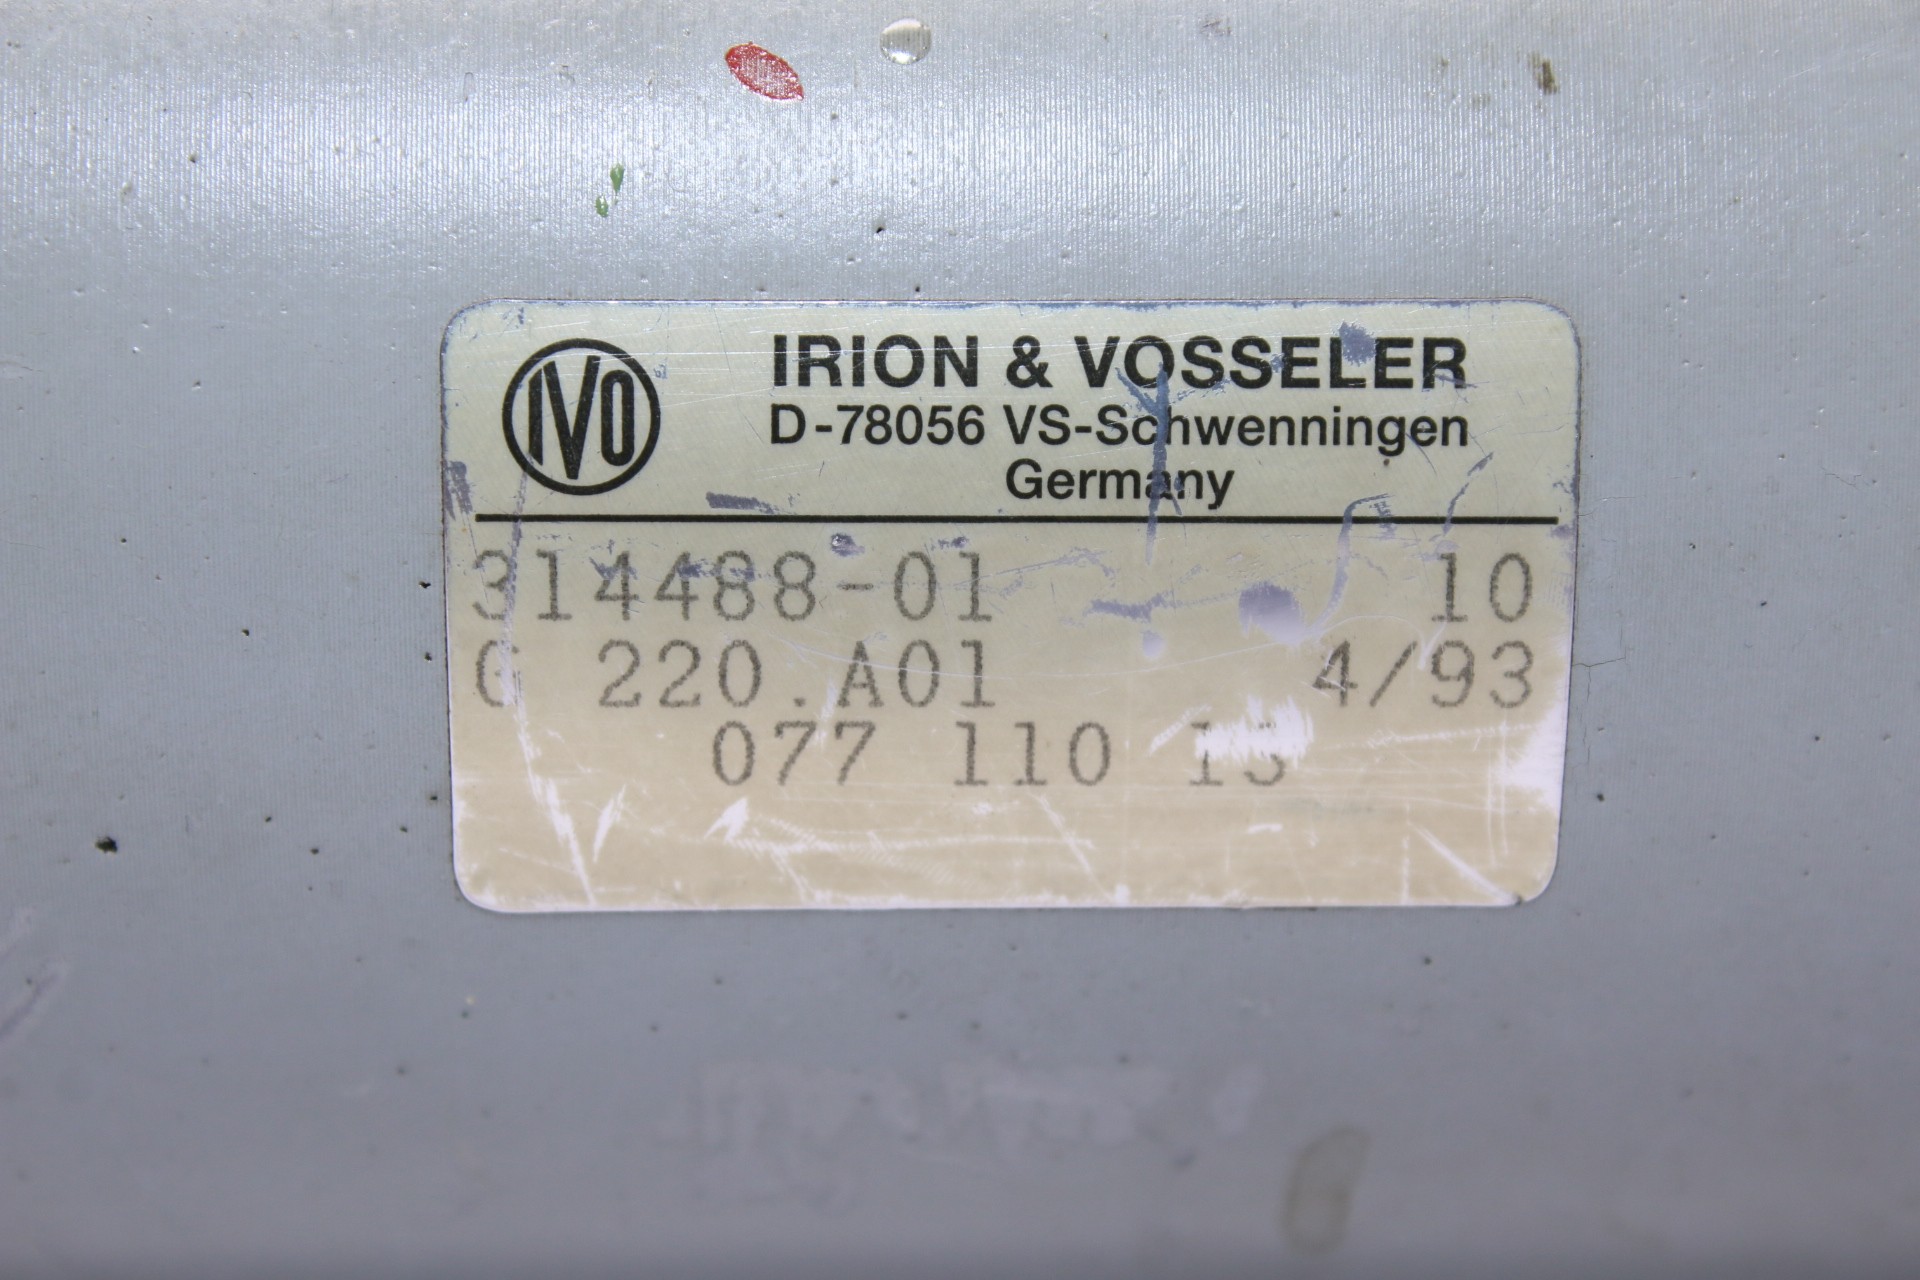 IVO
IRION & VOSSELER
D-78056 VS-Schwenningen
Germany
314488-01 10
G 220.A01 4/93
077 110